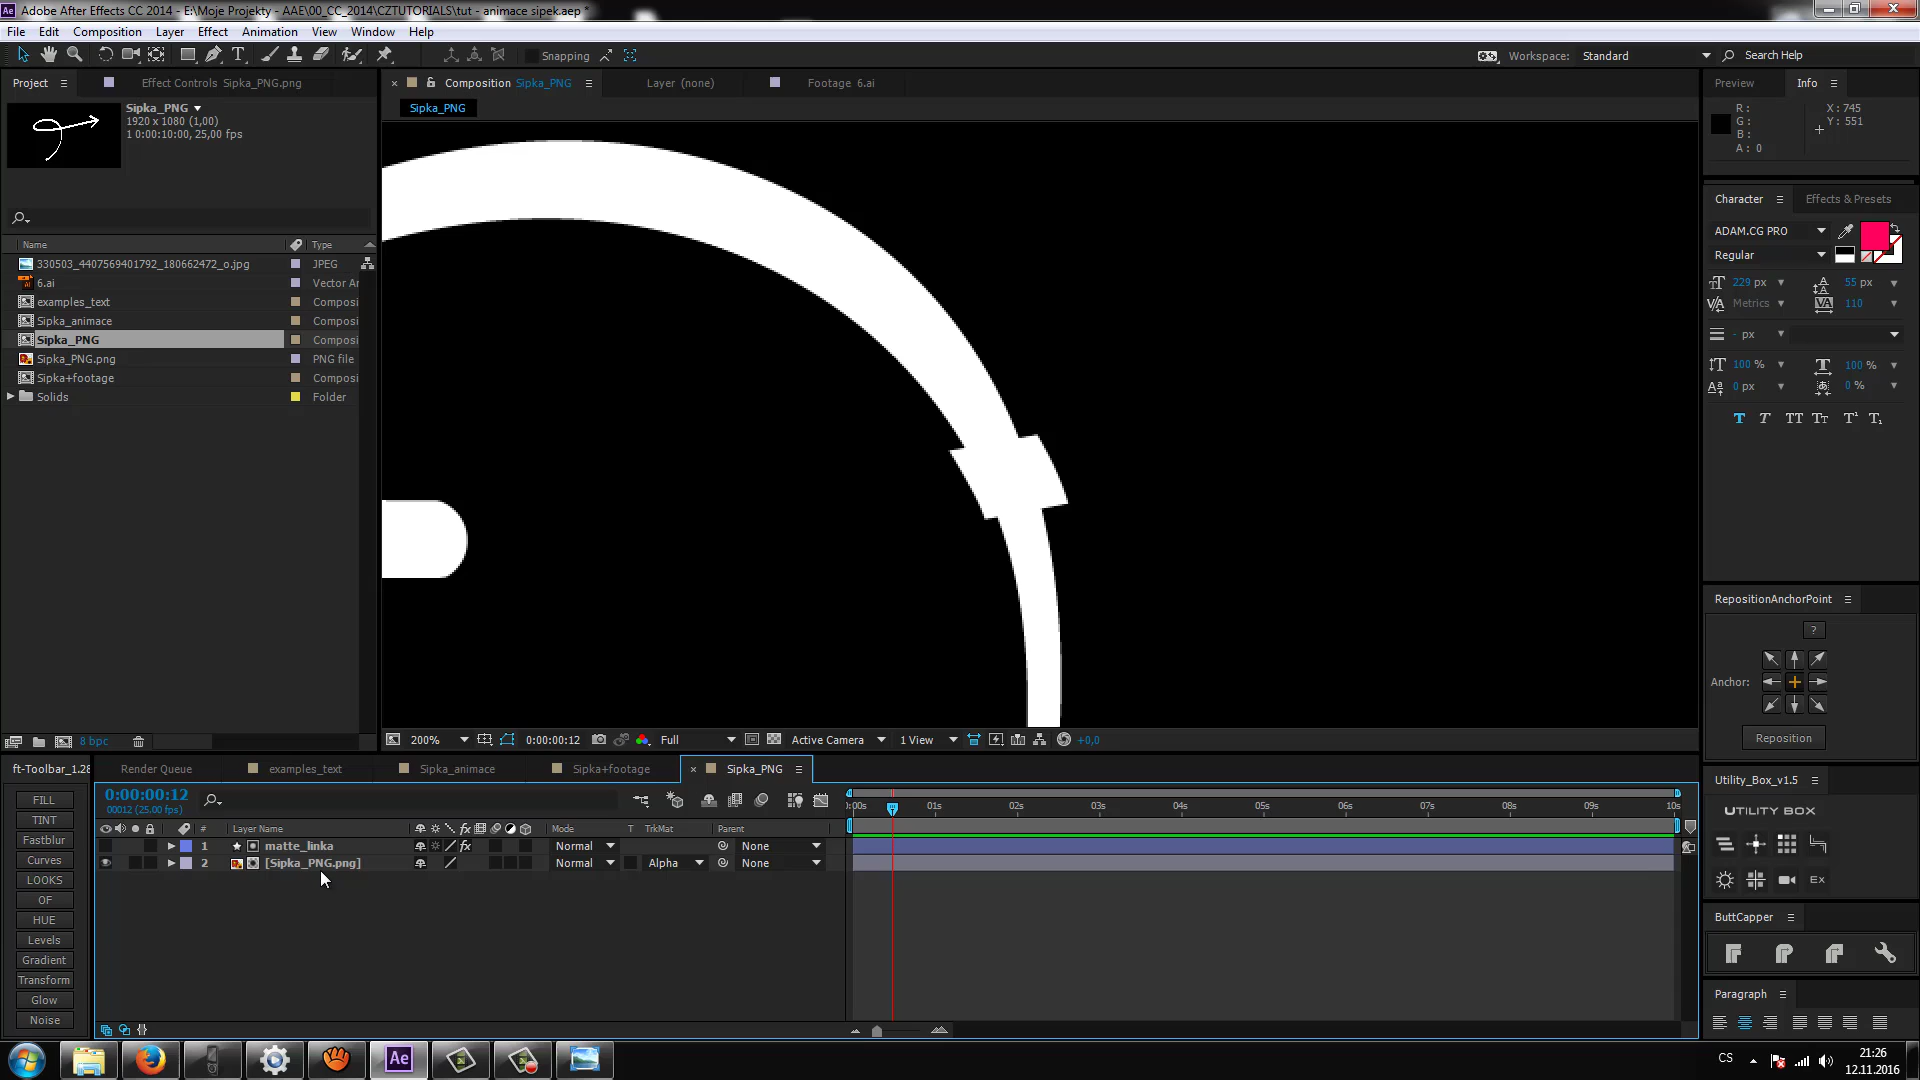 Adobe After Effects CC 2014 - E:\Moje Projekty - AAE\00_CC_2014\CZTUTORIALS\tut - animace sipek.aep *
File Edit Composition Layer Effect Animation View Window Help
Snapping
Workspace: Standard
Search Help
Project
Effect Controls Sipka_PNG.png
Composition Sipka_PNG
Layer (none)
Footage 6.ai
Preview
Info
Sipka_PNG
1920 x 1080 (1,00)
1 0:00:10:00, 25,00 fps
Sipka_PNG
R :
G :
B :
A : 0
X : 745
Y : 551
Name Type
330503_4407569401792_180662472_o.jpg JPEG
6.ai Vector Ar
examples_text Composi
Sipka_animace Composi
Sipka_PNG Composi
Sipka_PNG.png PNG file
Sipka+footage Composi
Solids Folder
8 bpc
200%
0:00:00:12
Full
Active Camera
1 View
+0,0
Character
Effects & Presets
ADAM.CG PRO
Regular
229 px
55 px
Metrics
110
- px
100 %
100 %
0 px
0 %
T T TT Tт T¹ T₁
RepositionAnchorPoint
?
Anchor:
Reposition
Utility_Box_v1.5
UTILITY BOX
EX
ButtCapper
Paragraph
ft-Toolbar_1.28
Render Queue
examples_text
Sipka_animace
Sipka+footage
Sipka_PNG
FILL
TINT
Fastblur
Curves
LOOKS
OF
HUE
Levels
Gradient
Transform
Glow
Noise
0:00:00:12
00012 (25.00 fps)
# Layer Name Mode T TrkMat Parent
1 matte_linka Normal None
2 [Sipka_PNG.png] Normal Alpha None
):00s 01s 02s 03s 04s 05s 06s 07s 08s 09s 10s
CS
21:26
12.11.2016